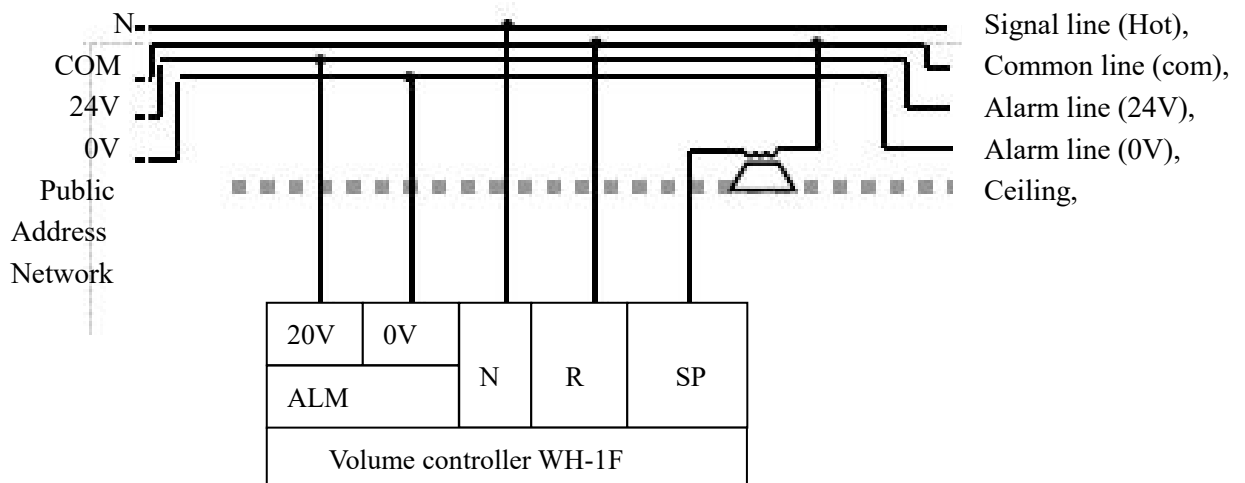 N
Signal line (Hot),
COM
Common line (com),
24V
Alarm line (24V),
0V
Alarm line (0V),
Public
Ceiling,
Address
Network
20V
0V
N
R
SP
ALM
Volume controller WH-1F